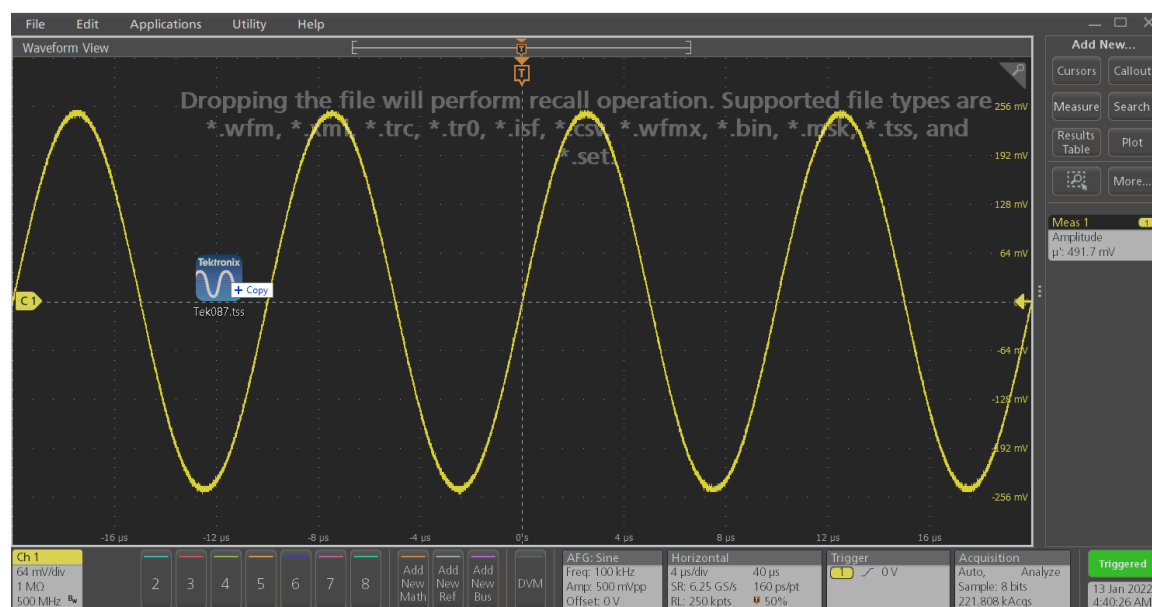 File Edit Applications Utility Help
Waveform View
Add New...
T
T
Cursors Callout
Dropping the file will perform recall operation. Supported file types are
256 mV
Measure Search
*.wfm, *.xml, *.trc, *.tr0, *.isf, *.csv, *.wfmx, *.bin, *.msk, *.tss, and
Results
Table
Plot
*.set.
192 mV
More...
128 mV
Meas 1 1
Amplitude
µ': 491.7 mV
64 mV
Tektronix
+ Copy
C 1
Tek087.tss
-64 mV
-128 mV
-192 mV
-256 mV
-16 µs -12 µs -8 µs -4 µs 0 s 4 µs 8 µs 12 µs 16 µs
Ch 1
64 mV/div
1 MΩ
500 MHz Bw
2 3 4 5 6 7 8
Add
New
Math
Add
New
Ref
Add
New
Bus
DVM
AFG: Sine
Freq: 100 kHz
Amp: 500 mVpp
Offset: 0 V
Horizontal
4 µs/div 40 µs
SR: 6.25 GS/s 160 ps/pt
RL: 250 kpts T 50%
Trigger
1 0 V
Acquisition
Auto, Analyze
Sample: 8 bits
221.808 kAcqs
Triggered
13 Jan 2022
4:40:26 AM